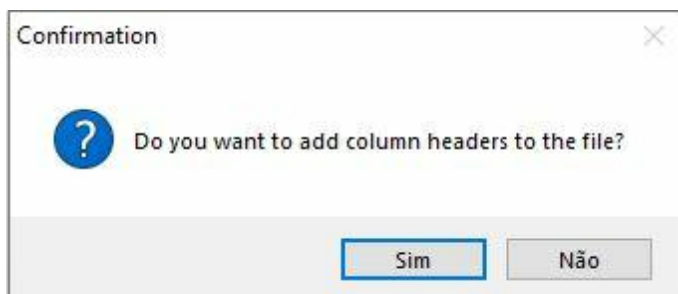 Confirmation
Do you want to add column headers to the file?
Sim Não